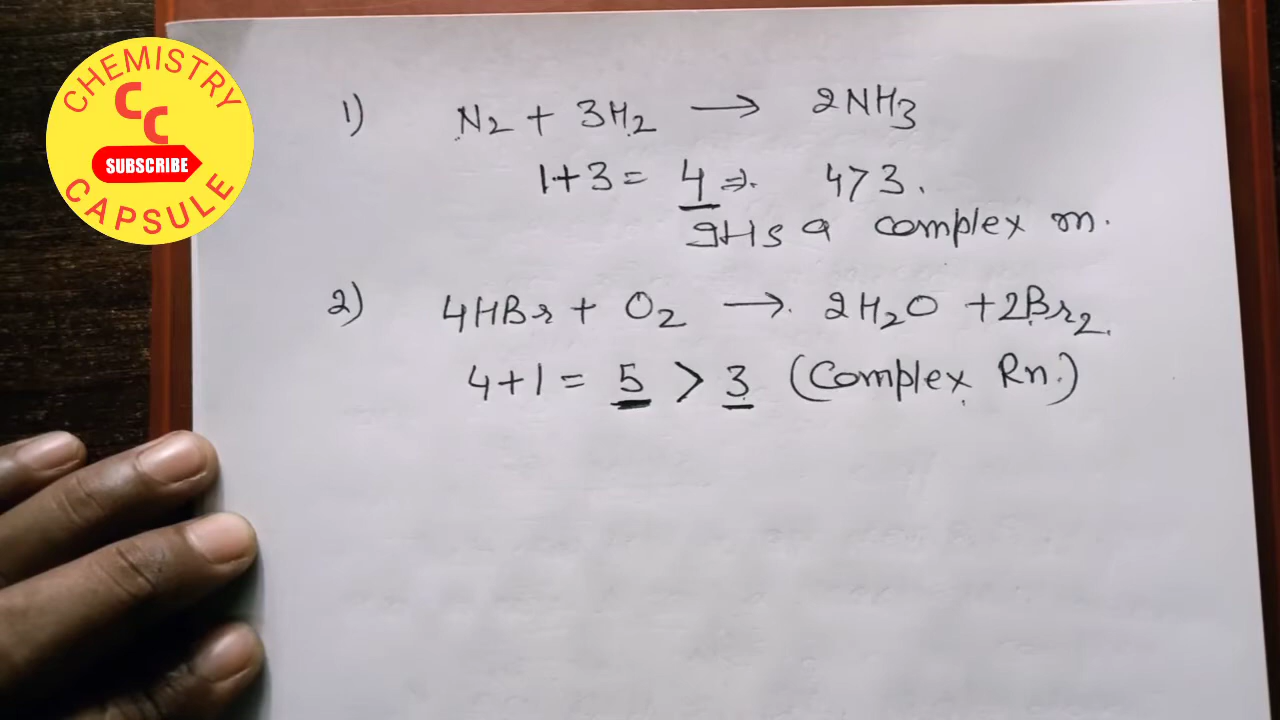 CHEMISTRY
CC
SUBSCRIBE
CAPSULE
1) N2 + 3H2 → 2NH3
1+3 = 4 ⇒ 4>3.
It is a complex rn.
2) 4HBr + O2 → 2H2O + 2Br2
4+1 = 5 > 3 (Complex Rn.)